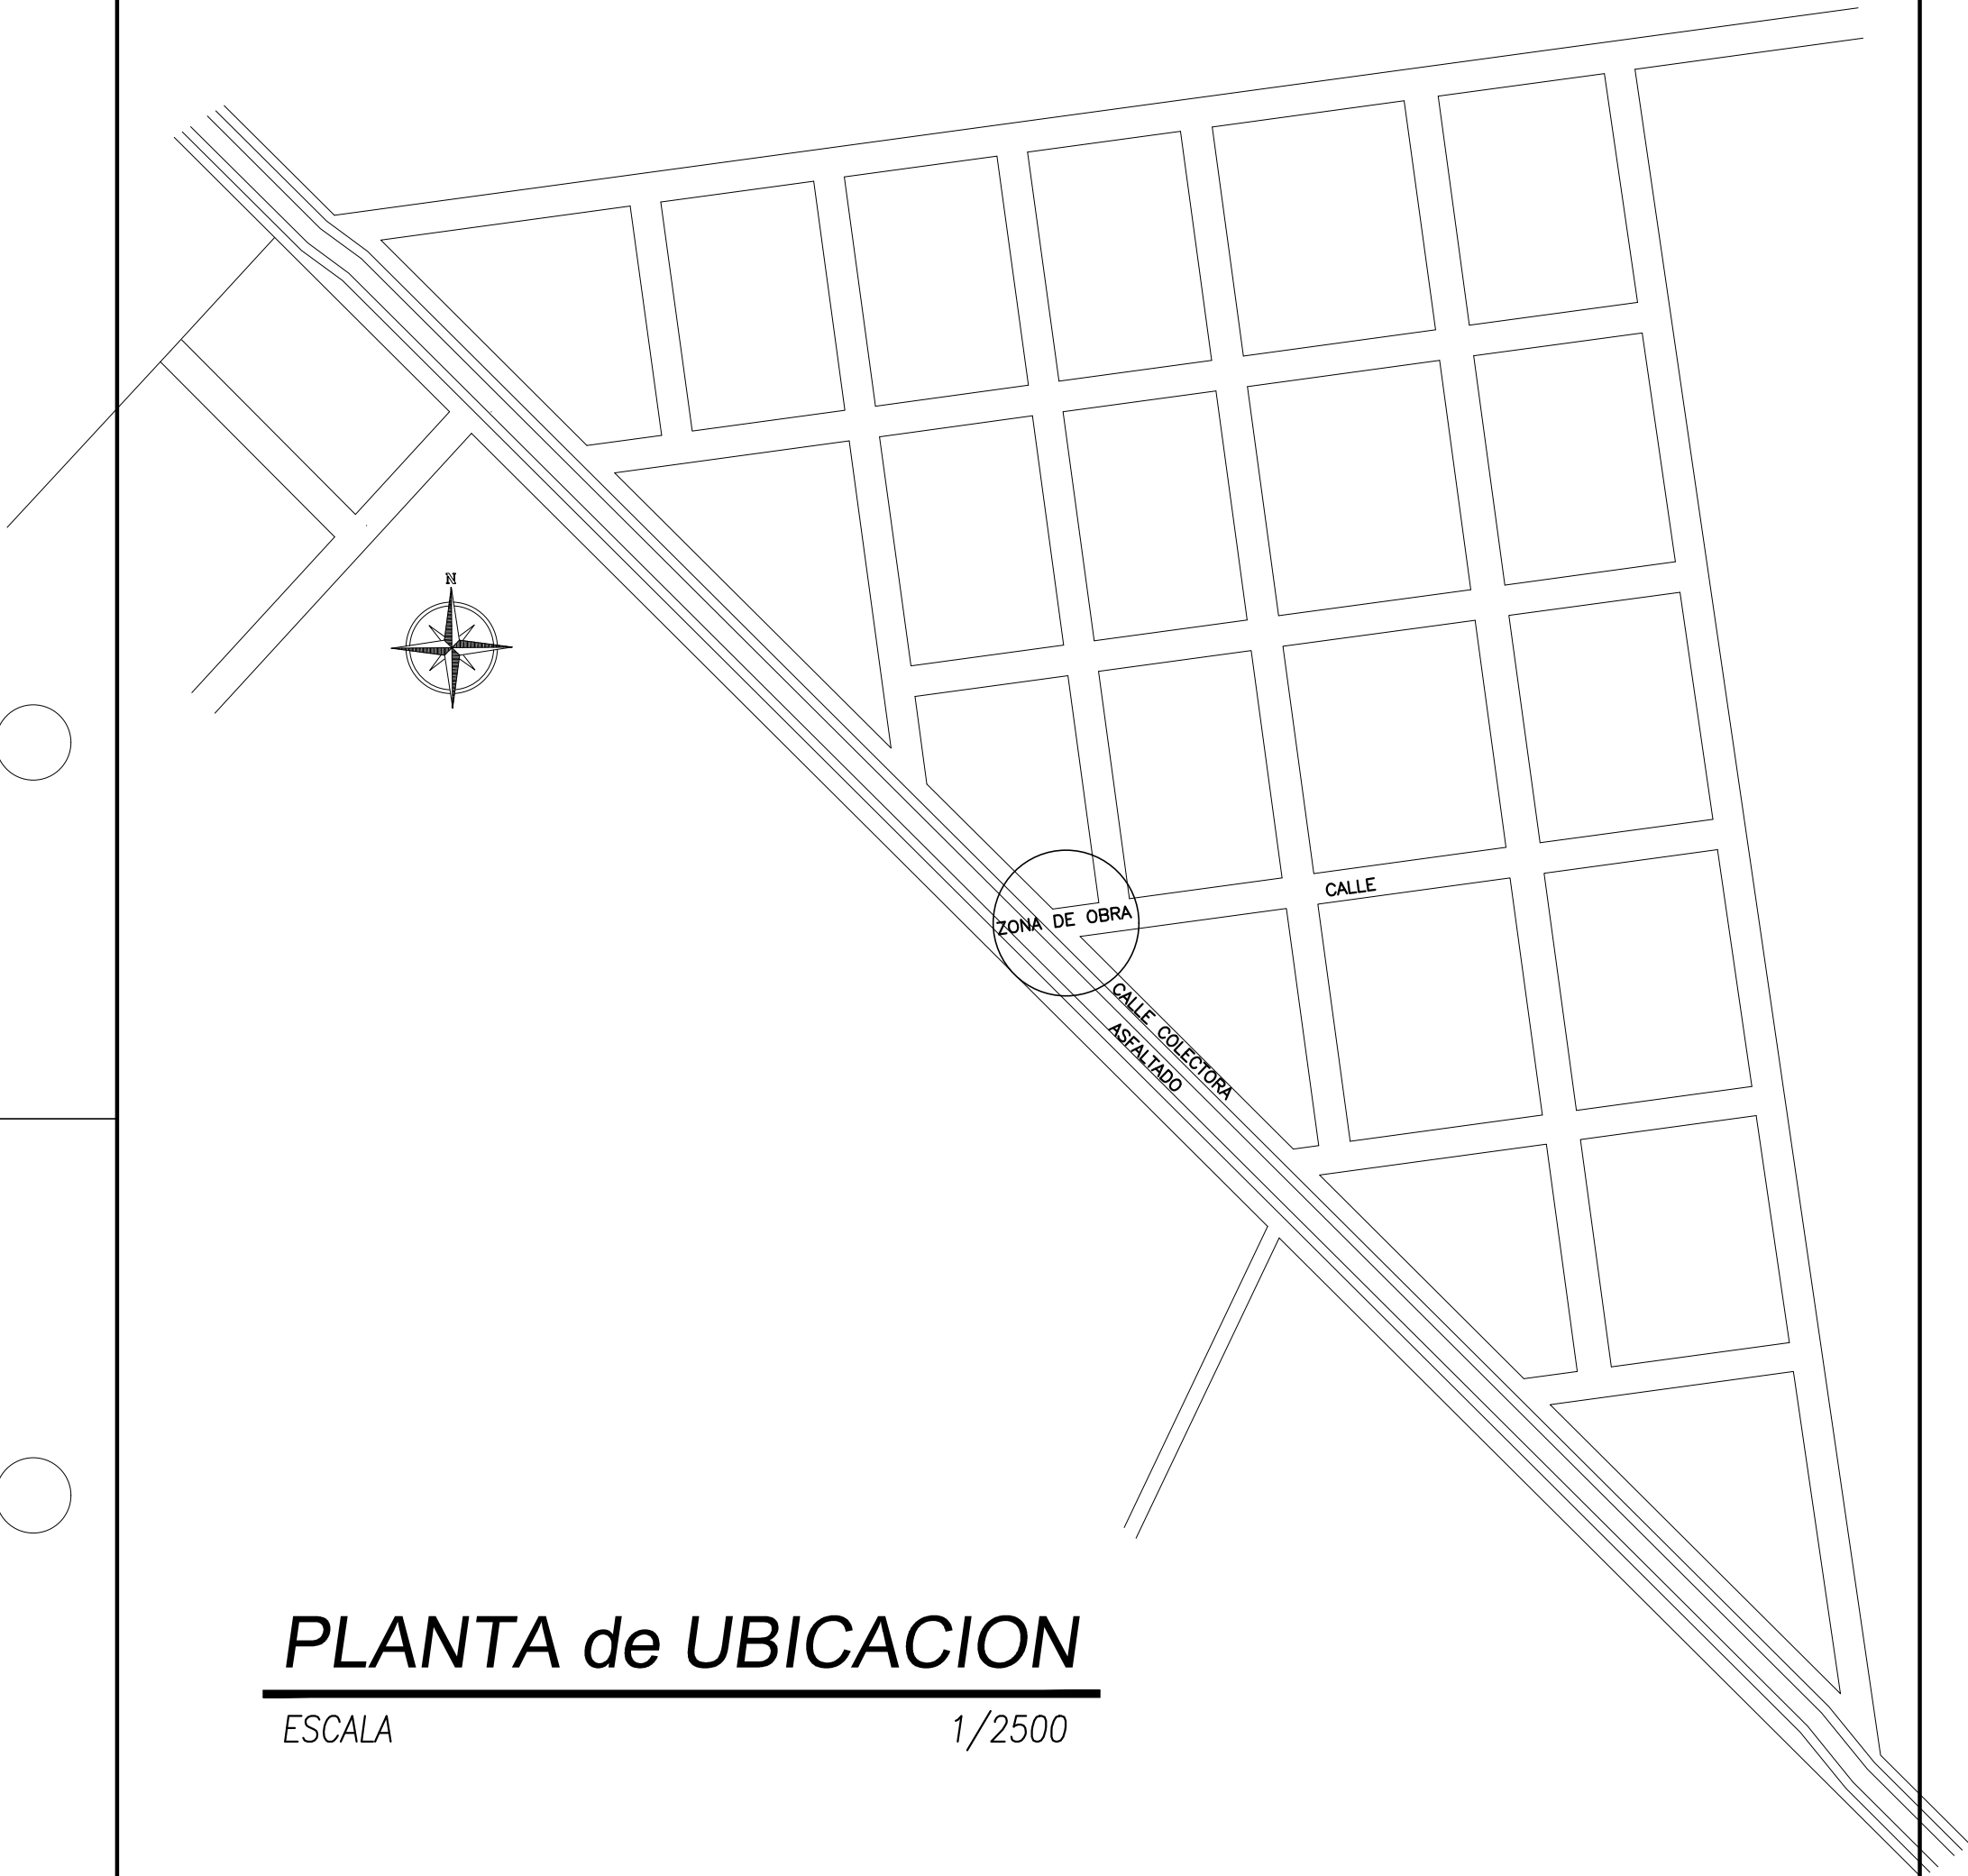 N
CALLE
ZONA DE OBRA
CALLE COLECTORA
ASFALTADO
PLANTA de UBICACION
ESCALA 1/2500